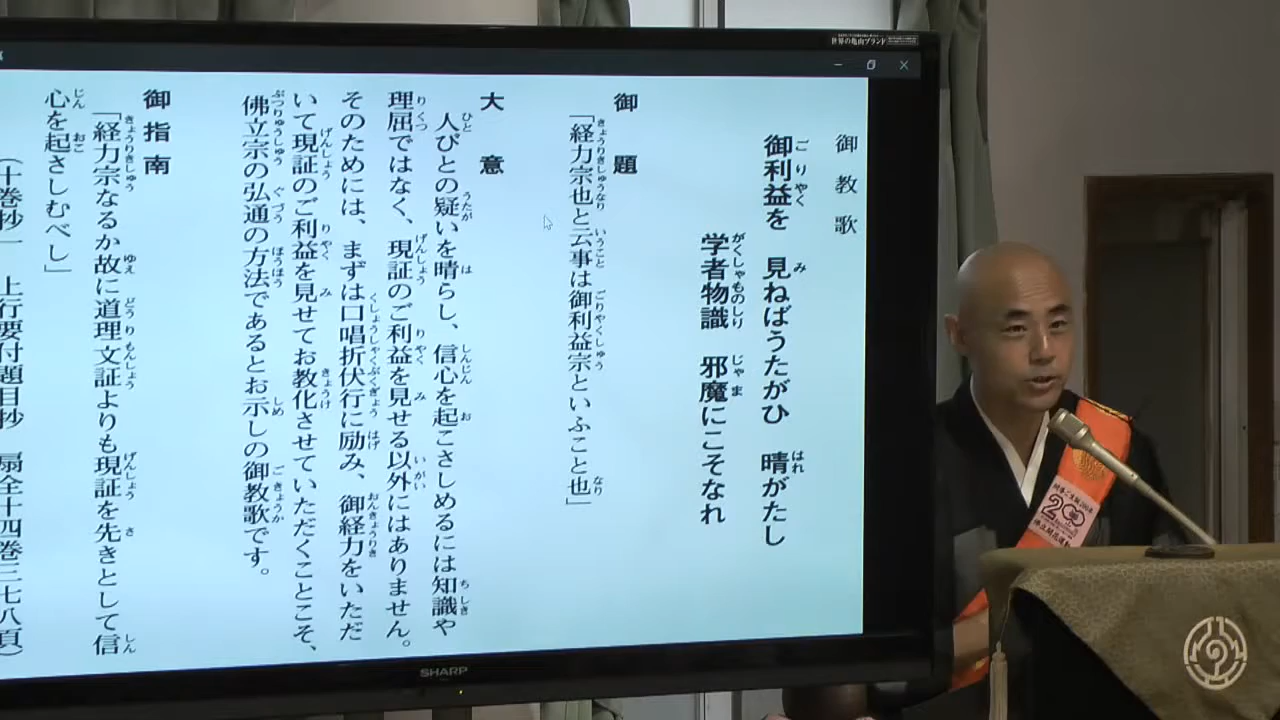 御教歌
御利益を 見ねばうたがひ 晴がたし
学者物識 邪魔にこそなれ
御題
「経力宗也と云事は御利益宗といふこと也」
大意
人びとの疑いを晴らし、信心を起こさしめるには知識や
理屈ではなく、現証のご利益を見せる以外にはありません。
そのためには、まずは口唱折伏行に励み、御経力をいただ
いて現証のご利益を見せてお教化させていただくことこそ、
佛立宗の弘通の方法であるとお示しの御教歌です。
御指南
「経力宗なるか故に道理文証よりも現証を先きとして信
心を起さしむべし」
(十巻抄一 上行要付題目抄 扇全十四巻三七八頁)
世界の亀山ブランド
SHARP
200